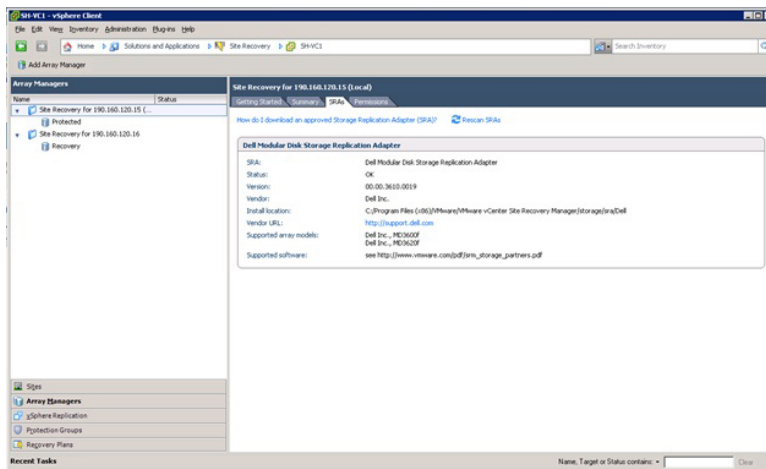 SH-VC1 - vSphere Client
File Edit View Inventory Administration Plug-ins Help
Home Solutions and Applications Site Recovery SH-VC1 Search Inventory
Add Array Manager
Array Managers
Name Status
Site Recovery for 190.160.120.15 (...
Protected
Site Recovery for 190.160.120.16
Recovery
Sites
Array Managers
vSphere Replication
Protection Groups
Recovery Plans
Site Recovery for 190.160.120.15 (Local)
Getting Started Summary SRAs Permissions
How do I download an approved Storage Replication Adapter (SRA)? Rescan SRAs
Dell Modular Disk Storage Replication Adapter
SRA: Dell Modular Disk Storage Replication Adapter
Status: OK
Version: 00.00.3610.0019
Vendor: Dell Inc.
Install location: C:/Program Files (x86)/VMware/VMware vCenter Site Recovery Manager/storage/sra/Dell
Vendor URL: http://support.dell.com
Supported array models: Dell Inc., MD3600f
Dell Inc., MD3620f
Supported software: see http://www.vmware.com/pdf/srm_storage_partners.pdf
Recent Tasks Name, Target or Status contains: Clear